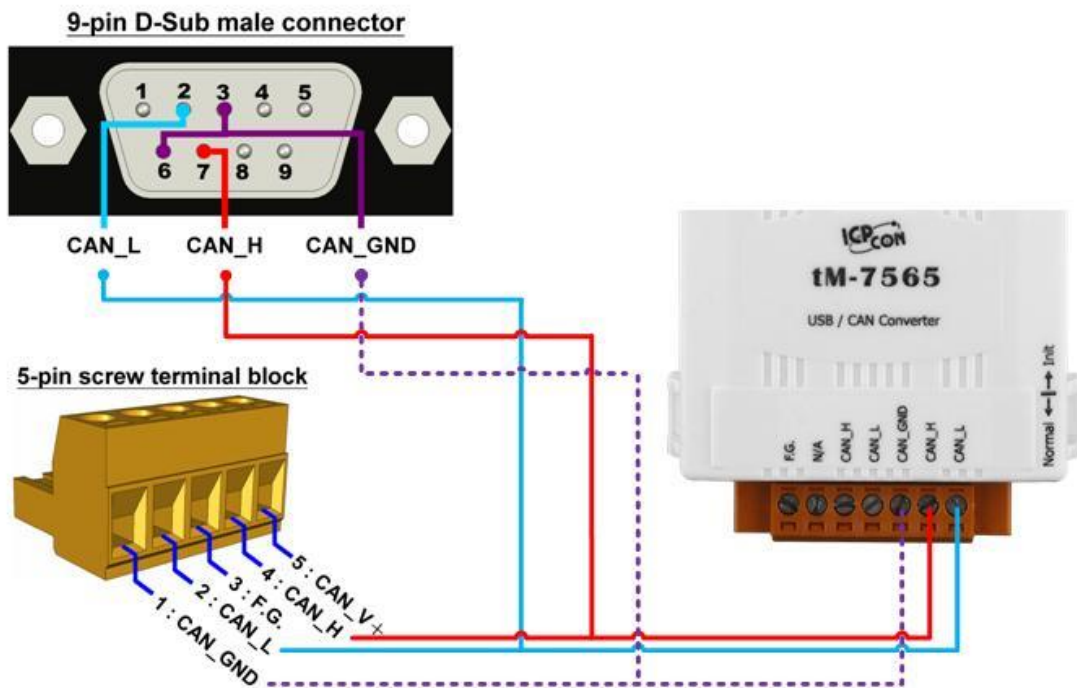 9-pin D-Sub male connector
1 2 3 4 5
6 7 8 9
CAN_L CAN_H CAN_GND
5-pin screw terminal block
1 : CAN_GND
2 : CAN_L
3 : F.G.
4 : CAN_H
5 : CAN_V+
ICP CON
tM-7565
USB / CAN Converter
F.G.
N/A
CAN_H
CAN_L
CAN_GND
CAN_H
CAN_L
Normal ←|→ Init